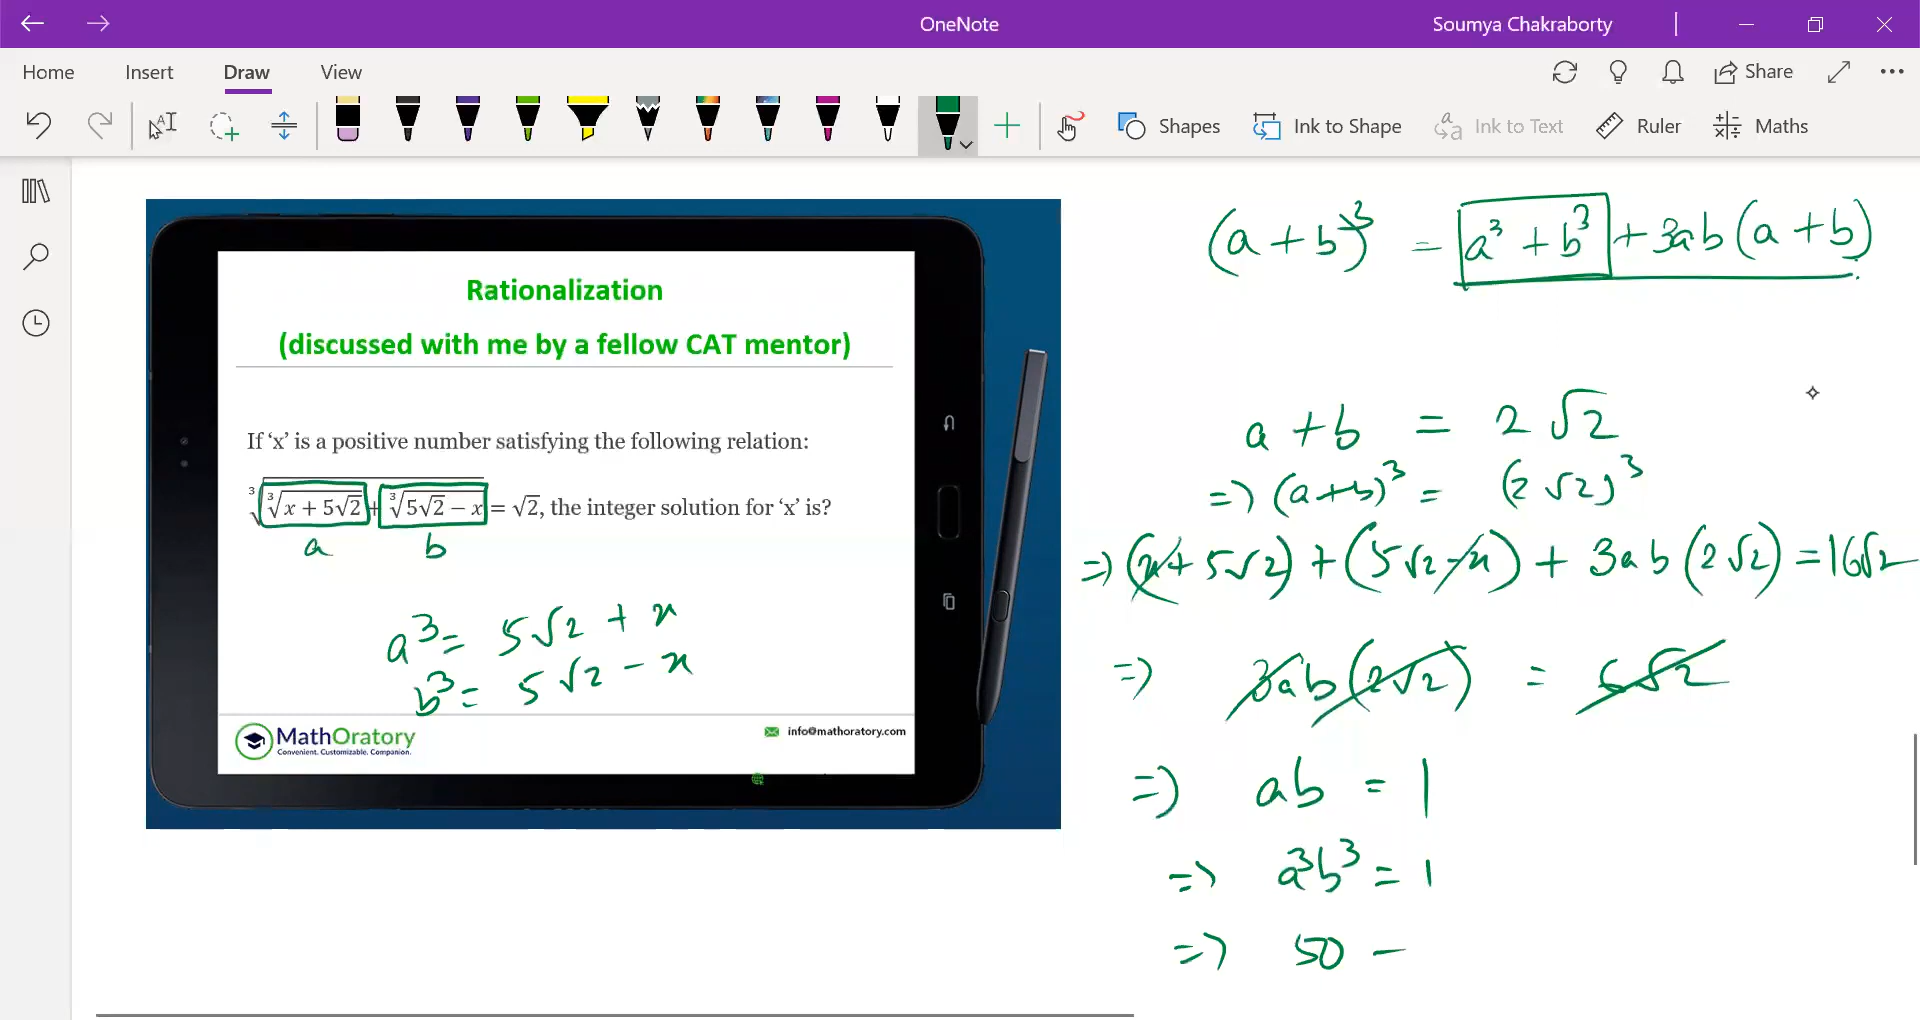 OneNote
Soumya Chakraborty
Home Insert Draw View
Share
Shapes
Ink to Shape
Ink to Text
Ruler
Maths
Rationalization
(discussed with me by a fellow CAT mentor)
If ‘x’ is a positive number satisfying the following relation:
∛(∛(x + 5√2) + ∛(5√2 − x)) = √2, the integer solution for ‘x’ is?
a b
a³ = 5√2 + x
b³ = 5√2 − x
MathOratory
Convenient. Customizable. Companion.
info@mathoratory.com
(a + b)³ = a³ + b³ + 3ab(a + b)
a + b = 2√2
=> (a+b)³ = (2√2)³
=> (x + 5√2) + (5√2 − x) + 3ab(2√2) = 16√2
=> 3ab(2√2) = 6√2
=> ab = 1
=> a³b³ = 1
=> 50 −